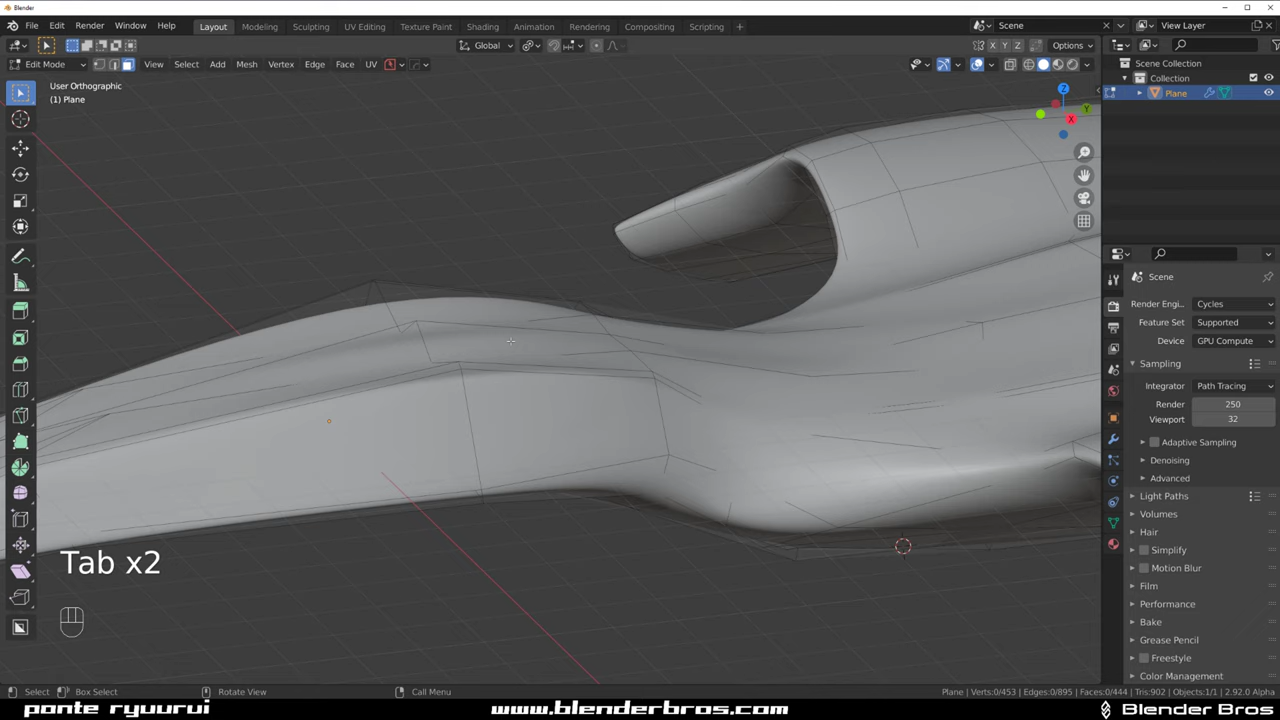 Blender
File Edit Render Window Help Layout Modeling Sculpting UV Editing Texture Paint Shading Animation Rendering Compositing Scripting + Scene View Layer
Global X Y Z Options
Edit Mode View Select Add Mesh Vertex Edge Face UV
User Orthographic
(1) Plane
Z
Y
X
Scene Collection
Collection
Plane
Scene
Render Engi.. Cycles
Feature Set Supported
Device GPU Compute
Sampling
Integrator Path Tracing
Render 250
Viewport 32
Adaptive Sampling
Denoising
Advanced
Light Paths
Volumes
Hair
Simplify
Motion Blur
Film
Performance
Bake
Grease Pencil
Freestyle
Color Management
Tab x2
Select Box Select Rotate View Call Menu Plane | Verts:0/453 | Edges:0/895 | Faces:0/444 | Tris:902 | Objects:1/1 | 2.92.0 Alpha
ponte ryuurui www.blenderbros.com Blender Bros